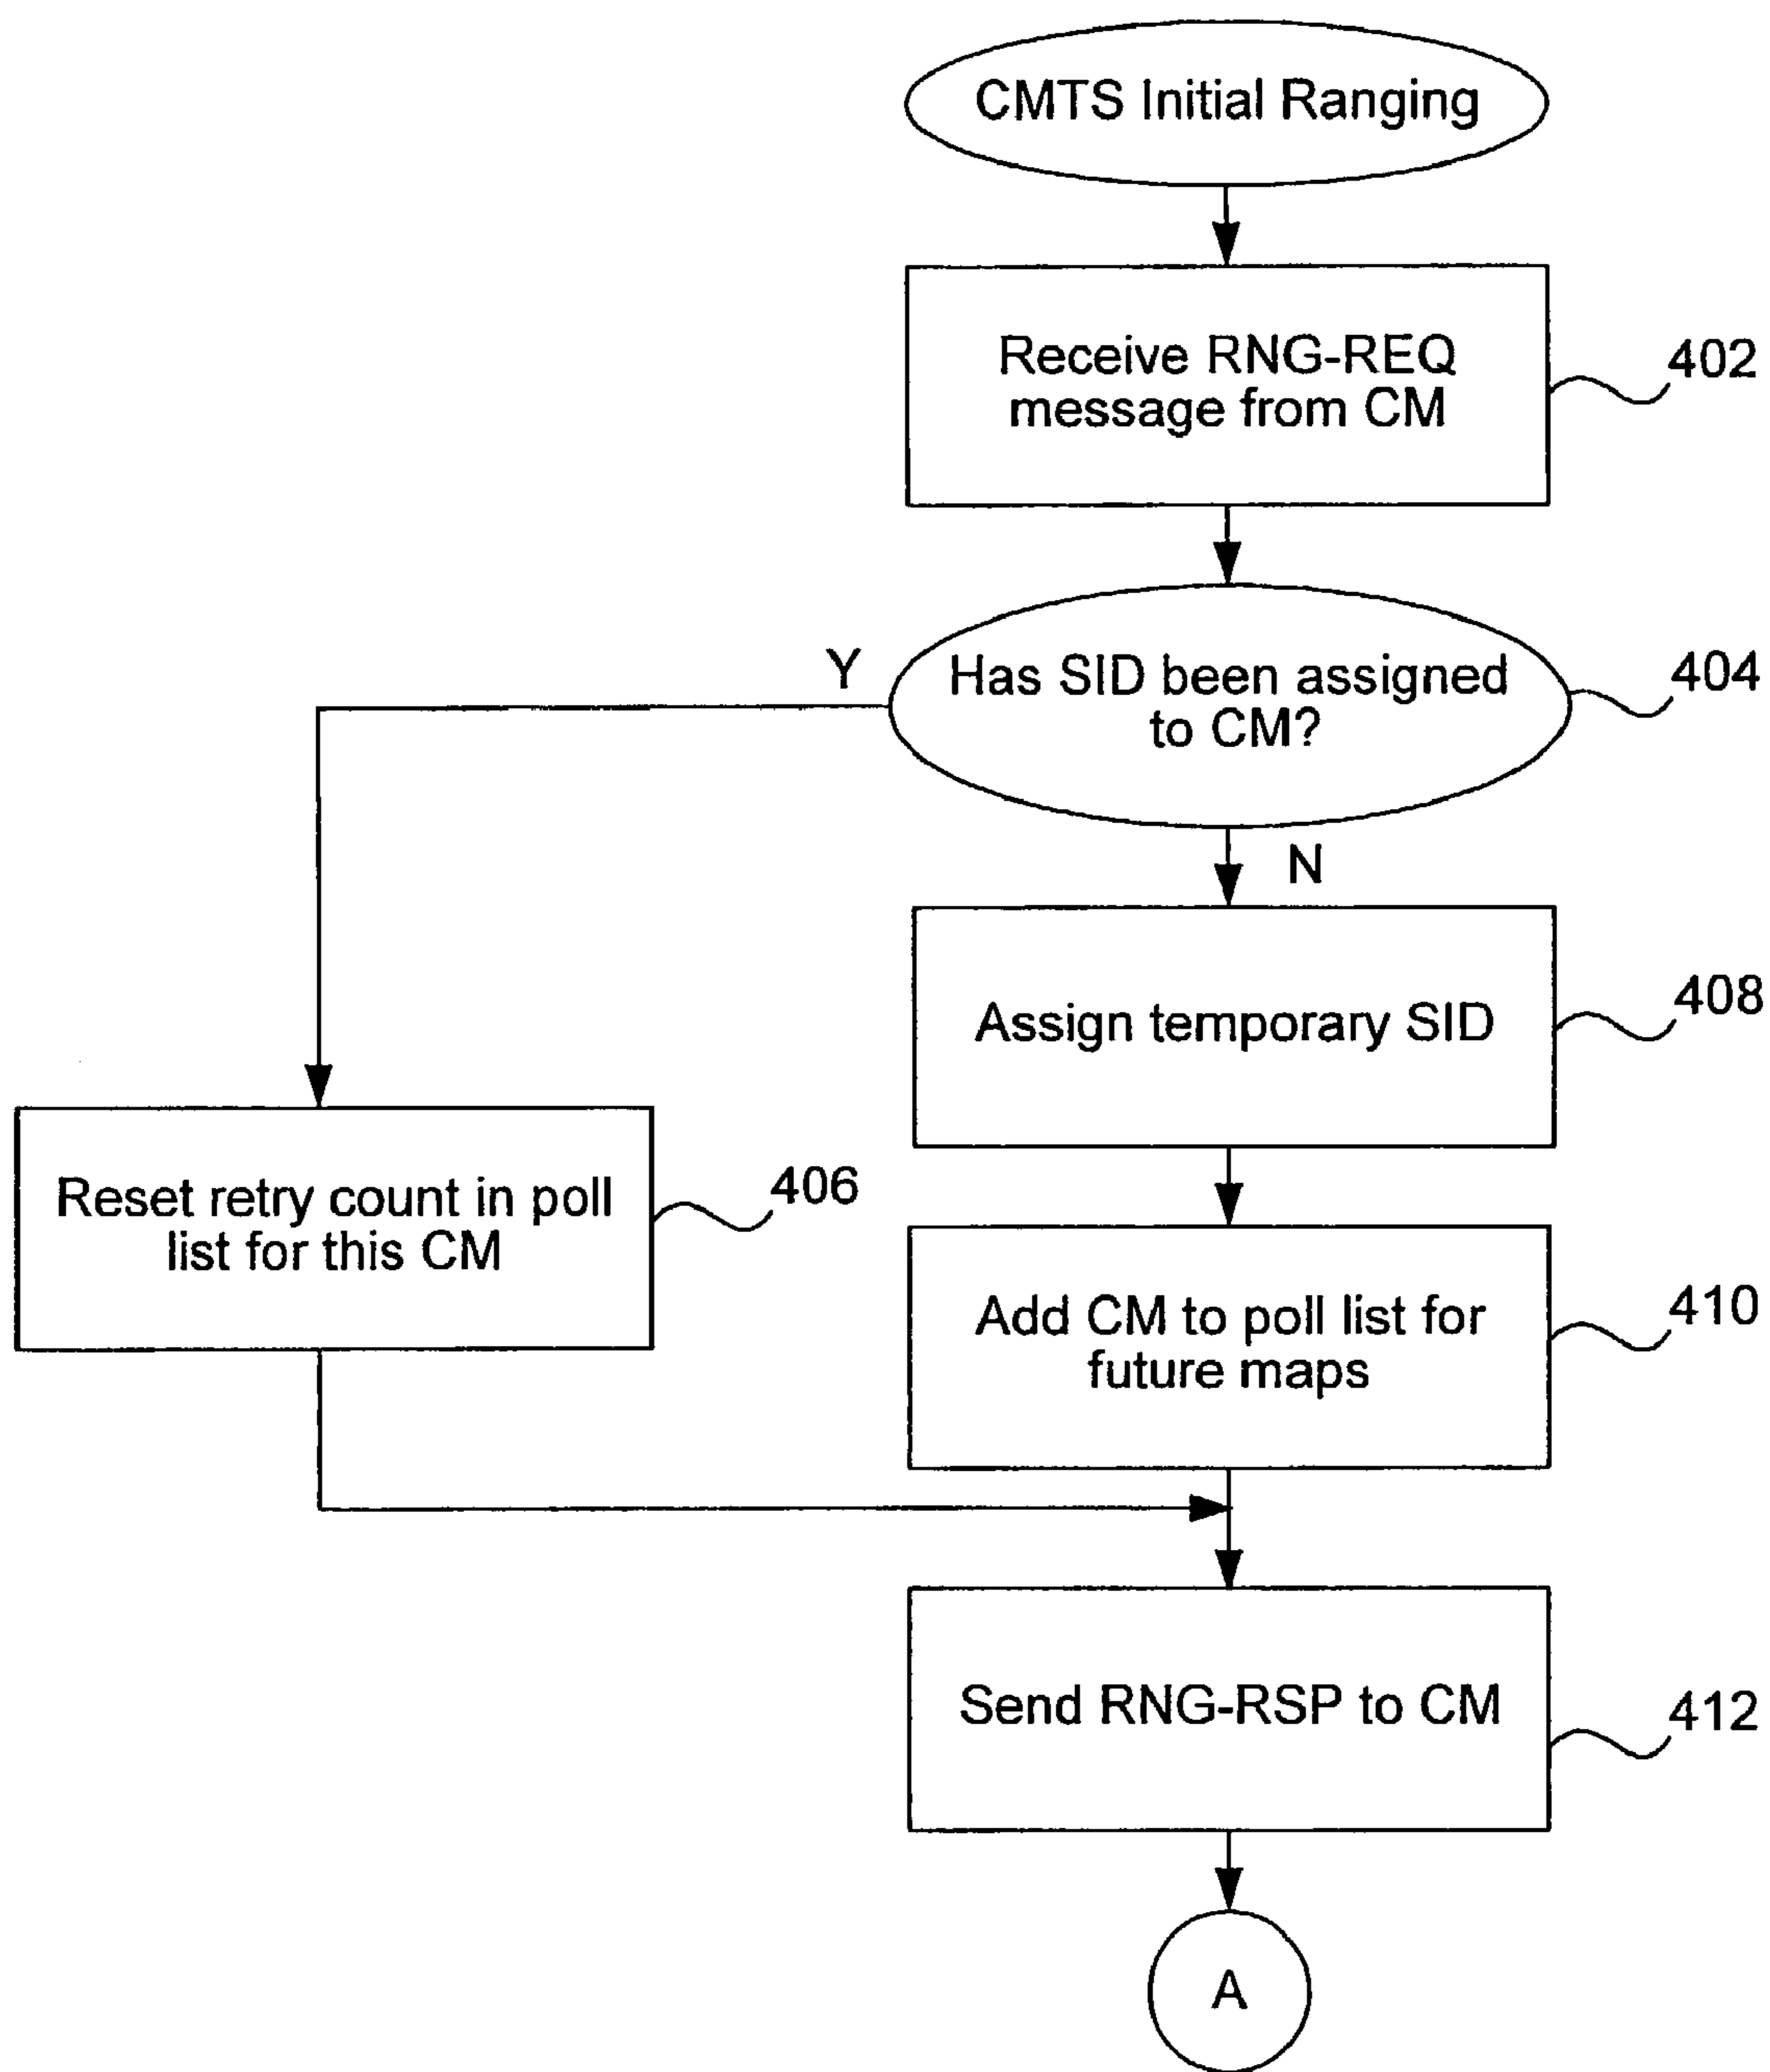 CMTS Initial Ranging
Receive RNG-REQ
message from CM
402
Has SID been assigned
to CM?
404
Y
N
Assign temporary SID
408
Reset retry count in poll
list for this CM
406
Add CM to poll list for
future maps
410
Send RNG-RSP to CM
412
A